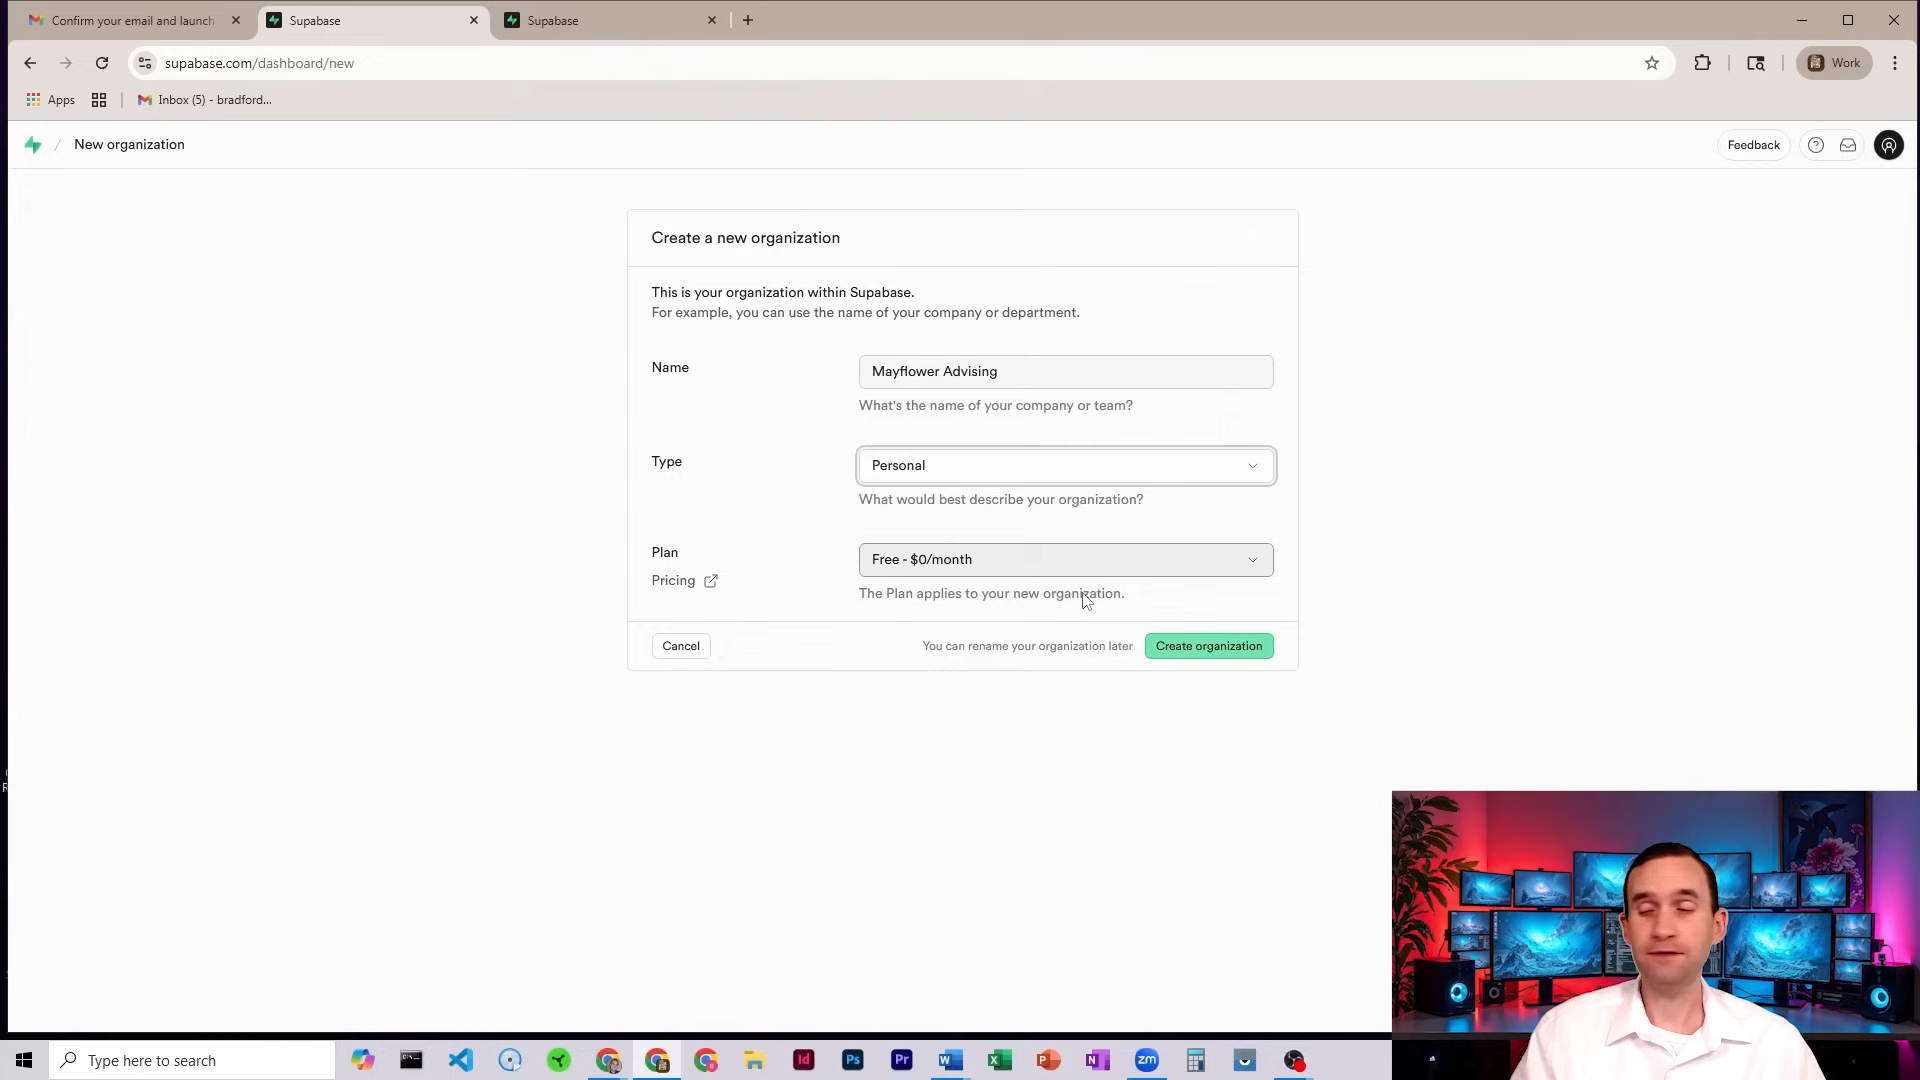 Confirm your email and launch
Supabase
Supabase
supabase.com/dashboard/new
Work
Apps
Inbox (5) - bradford...
/ New organization
Feedback
Create a new organization
This is your organization within Supabase.
For example, you can use the name of your company or department.
Name
Mayflower Advising
What's the name of your company or team?
Type
Personal
What would best describe your organization?
Plan
Pricing
Free - $0/month
The Plan applies to your new organization.
Cancel
You can rename your organization later
Create organization
Type here to search
Id
Ps
Pr
zm